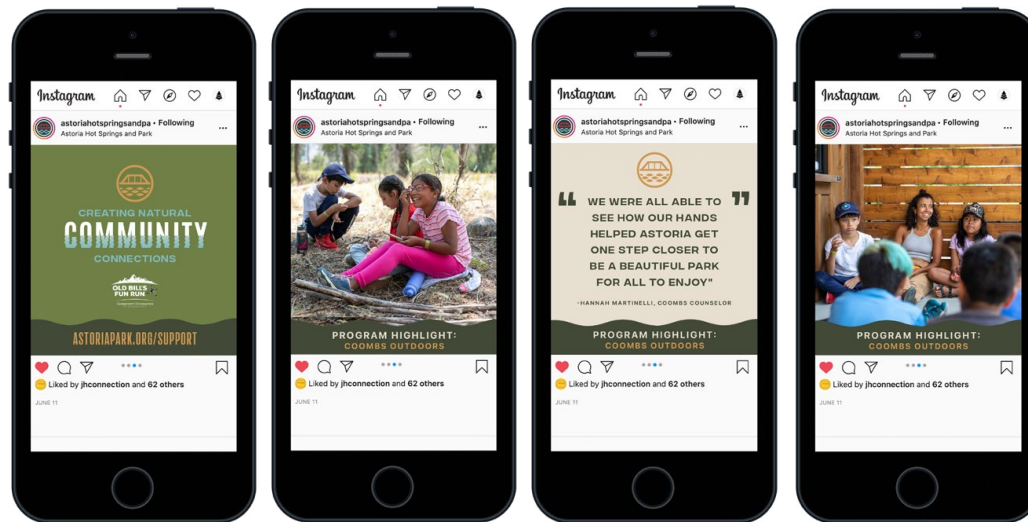 Instagram
astoriahotspringsandpa • Following
Astoria Hot Springs and Park
CREATING NATURAL
COMMUNITY
CONNECTIONS
OLD BILL'S
FUN RUN
ASTORIAPARK.ORG/SUPPORT
Liked by jhconnection and 62 others
JUNE 11
Instagram
astoriahotspringsandpa • Following
Astoria Hot Springs and Park
PROGRAM HIGHLIGHT:
COOMBS OUTDOORS
Liked by jhconnection and 62 others
JUNE 11
Instagram
astoriahotspringsandpa • Following
Astoria Hot Springs and Park
“ WE WERE ALL ABLE TO ”
SEE HOW OUR HANDS
HELPED ASTORIA GET
ONE STEP CLOSER TO
BE A BEAUTIFUL PARK
FOR ALL TO ENJOY"
-HANNAH MARTINELLI, COOMBS COUNSELOR
PROGRAM HIGHLIGHT:
COOMBS OUTDOORS
Liked by jhconnection and 62 others
JUNE 11
Instagram
astoriahotspringsandpa • Following
Astoria Hot Springs and Park
PROGRAM HIGHLIGHT:
COOMBS OUTDOORS
Liked by jhconnection and 62 others
JUNE 11